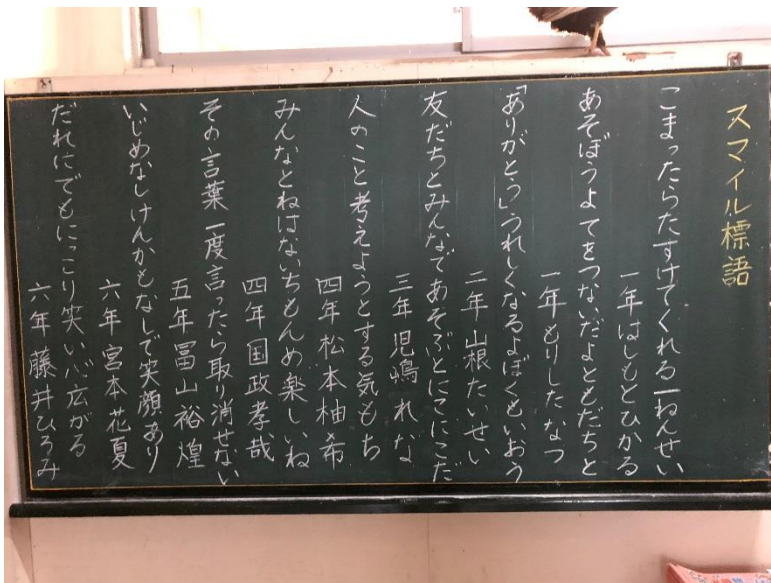 スマイル標語
こまったらたすけてくれる一ねんせい
一年はしもとひかる
あそぼうよてをつないだよともだちと
一年もりしたなつ
「ありがとう」うれしくなるよぼくもいおう
二年山根たいせい
友だちとみんなであそぶとにこにこだ
三年児嶋れな
人のこと考えようとする気もち
四年松本柚希
みんなとねはないちもんめ楽しいね
四年国政孝哉
その言葉一度言ったら取り消せない
五年冨山裕煌
いじめなしけんかもなしで笑顔あり
六年宮本花夏
だれにでもにっこり笑い心広がる
六年藤井ひろみ